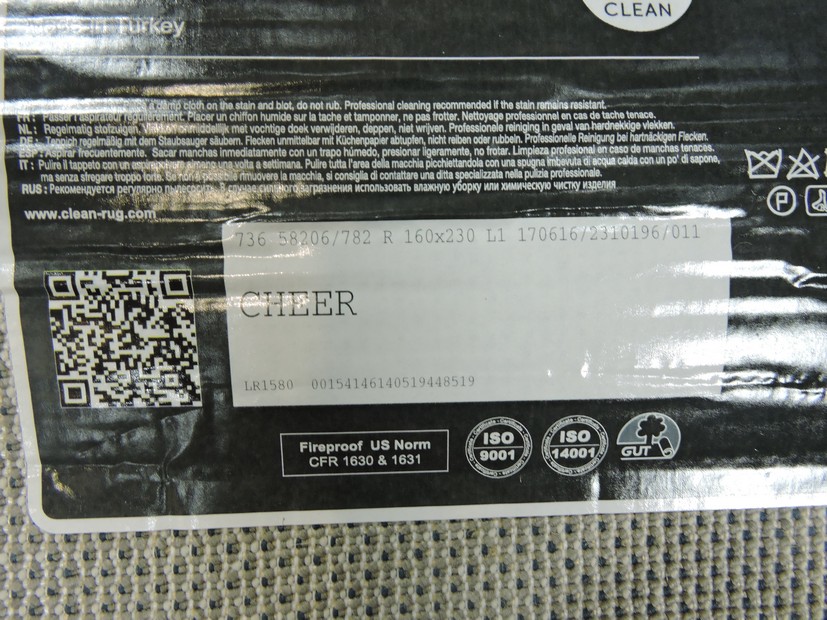 CLEAN
Made in Turkey
a damp cloth on the stain and blot, do not rub. Professional cleaning recommended if the stain remains resistant.
FR : Passer l'aspirateur régulièrement. Placer un chiffon humide sur la tache et tamponner, ne pas frotter. Nettoyage professionnel en cas de tache tenace.
NL : Regelmatig stofzuigen. onmiddellijk met vochtige doek verwijderen, deppen, niet wrijven. Professionele reiniging in geval van hardnekkige vlekken.
DE : Teppich regelmäßig mit dem Staubsauger säubern. Flecken unmittelbar mit Küchenpapier abtupfen, nicht reiben oder rubbeln. Professionelle Reinigung bei hartnäckigen Flecken.
ESP : Aspirar frecuentemente. Sacar manchas inmediatamente con un trapo húmedo, presionar ligeramente, no frotar. Limpieza profesional en caso de manchas tenaces.
IT : Pulire il tappeto con un aspirapolvere almeno una volta a settimana. Pulire tutta l'area della macchia picchiettandola con una spugna imbevuta di acqua calda con un po' di sapone,
ma senza stregare troppo forte. Se non è possibile rimuovere la macchia, si consiglia di contattare una ditta specializzata nella pulizia professionale.
RUS : Рекомендуется регулярно пылесосить. В случае сильного загрязнения использовать влажную уборку или химическую чистку изделия
www.clean-rug.com
P
736 58206/782 R 160x230 L1 170616/2310196/011
CHEER
LR1580 00154146140519448519
Fireproof US Norm
CFR 1630 & 1631
ISO
9001
ISO
14001
GUT